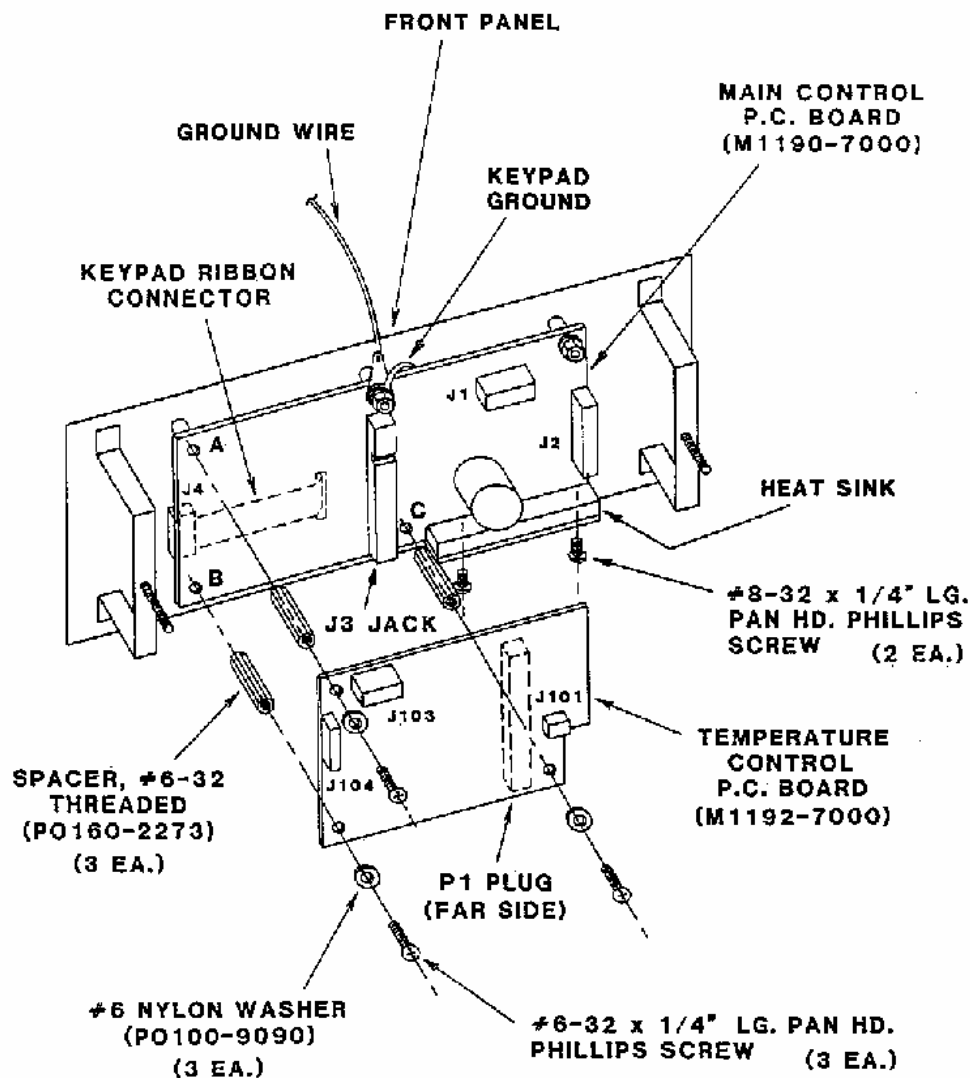 FRONT PANEL
MAIN CONTROL
P.C. BOARD
(M1190-7000)
GROUND WIRE
KEYPAD
GROUND
KEYPAD RIBBON
CONNECTOR
J1
A
J2
J4
C
HEAT SINK
B
#8-32 x 1/4" LG.
PAN HD. PHILLIPS
SCREW (2 EA.)
J3 JACK
J101
J103
TEMPERATURE
CONTROL
P.C. BOARD
(M1192-7000)
J104
SPACER, #6-32
THREADED
(PO160-2273)
(3 EA.)
P1 PLUG
(FAR SIDE)
#6 NYLON WASHER
(PO100-9090)
(3 EA.)
#6-32 x 1/4" LG. PAN HD.
PHILLIPS SCREW (3 EA.)